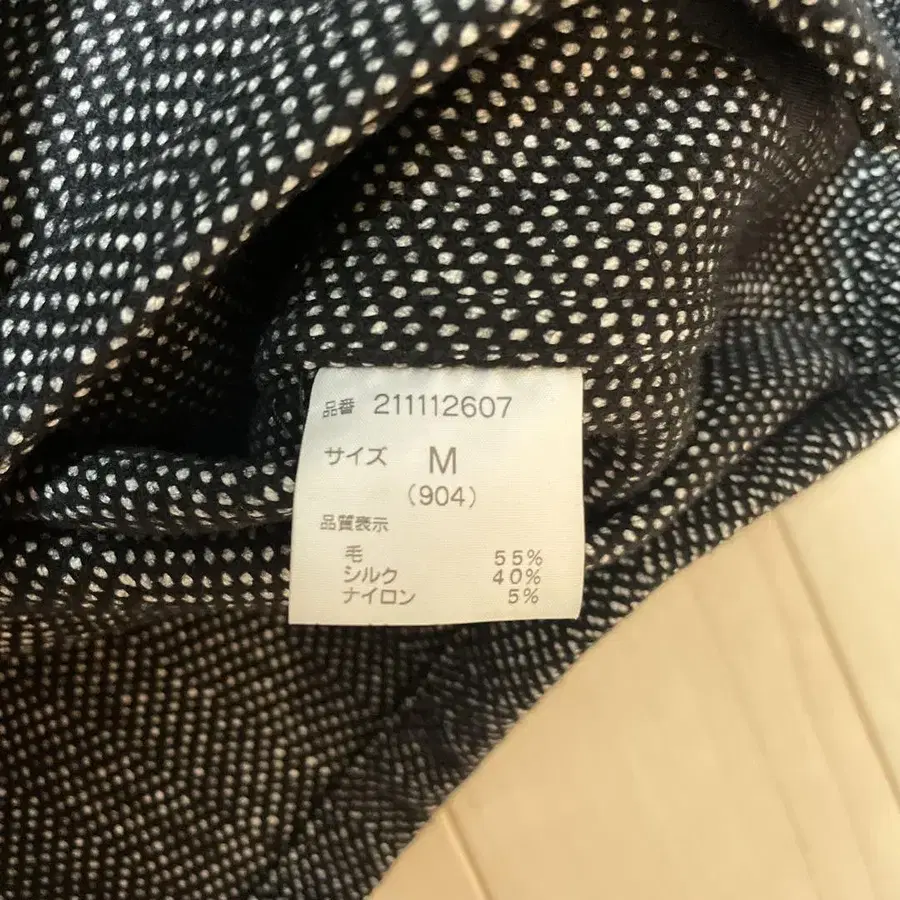 品番 211112607
サイズ M
(904)
品質表示
毛 55%
シルク 40%
ナイロン 5%